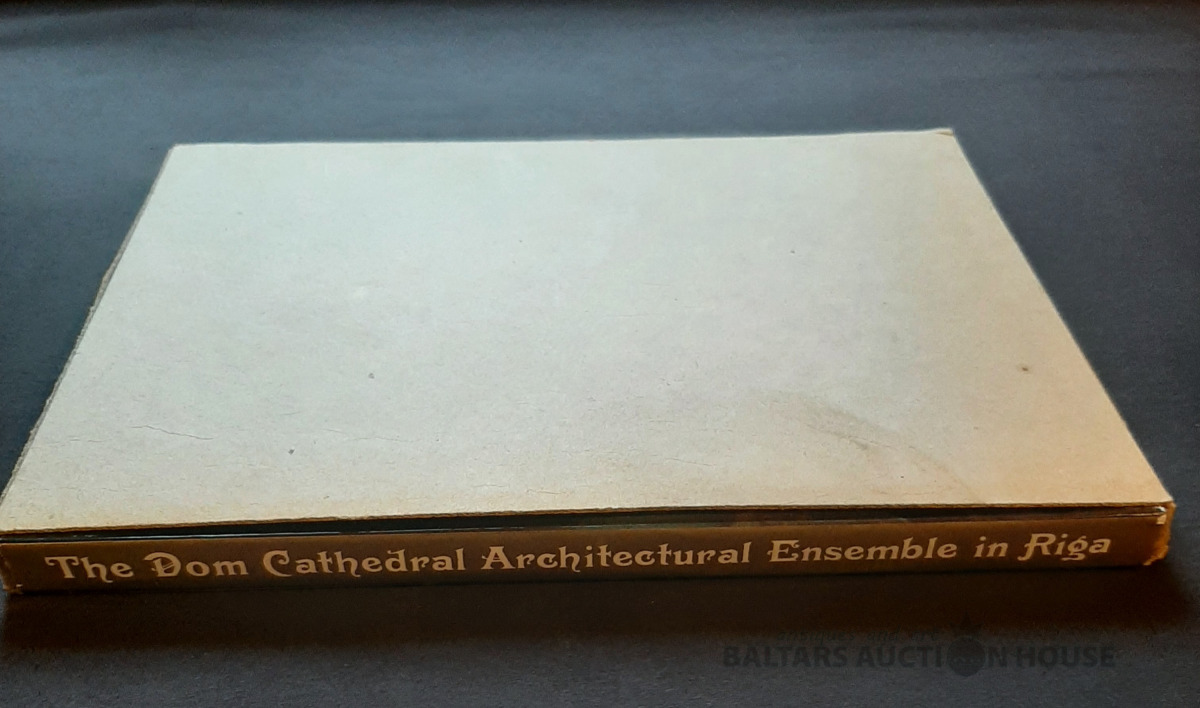 The Dom Cathedral Architectural Ensemble in Riga
BALTARS AUCTION HOUSE